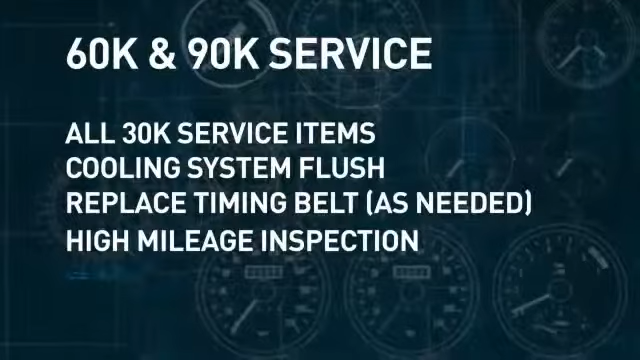 60K & 90K SERVICE
ALL 30K SERVICE ITEMS
COOLING SYSTEM FLUSH
REPLACE TIMING BELT (AS NEEDED)
HIGH MILEAGE INSPECTION